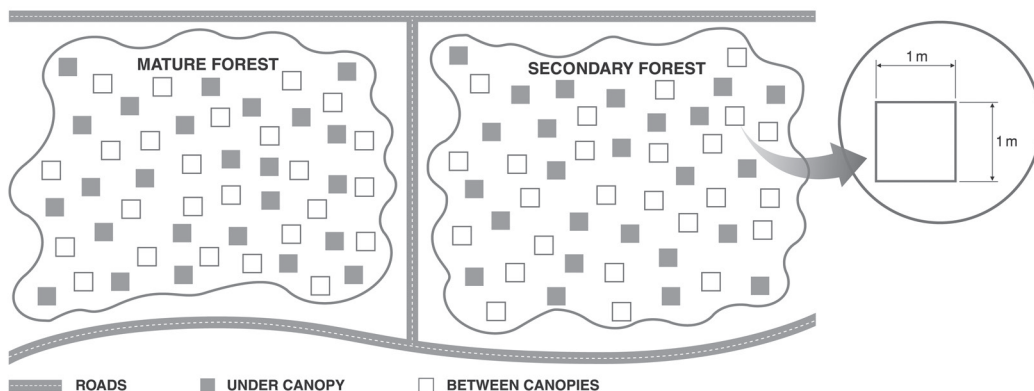 MATURE FOREST
SECONDARY FOREST
1 m
1 m
ROADS
UNDER CANOPY
BETWEEN CANOPIES